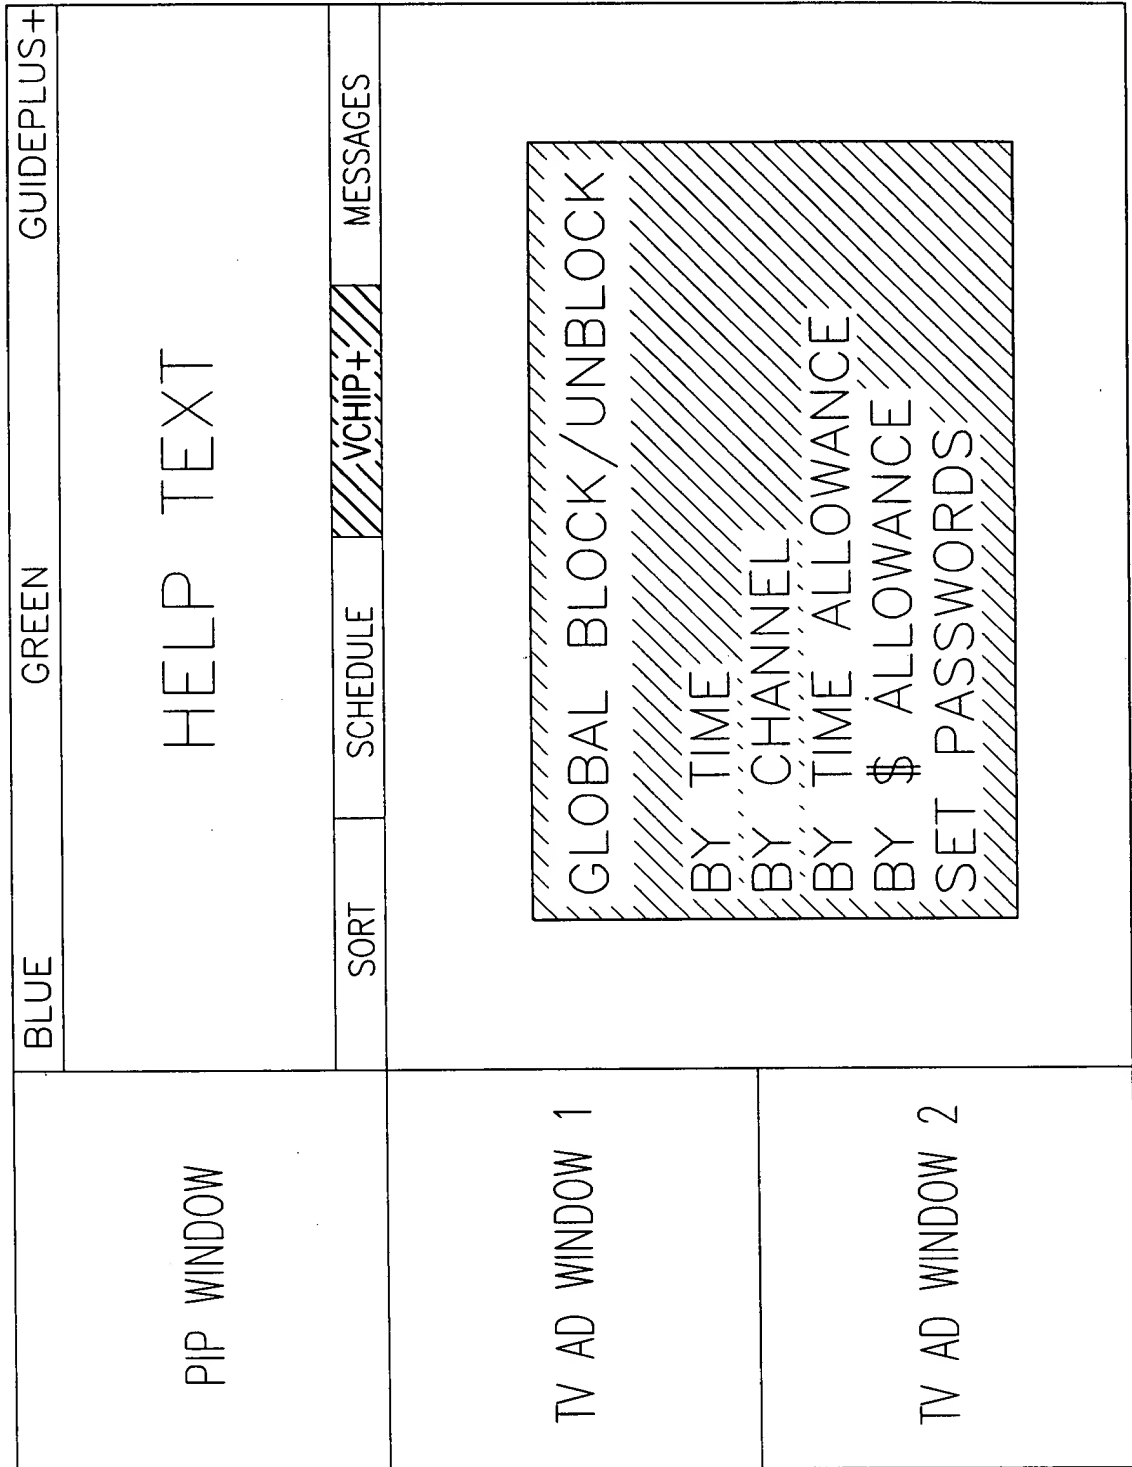 BLUE GREEN GUIDEPLUS+
PIP WINDOW
HELP TEXT
SORT SCHEDULE VCHIP+ MESSAGES
TV AD WINDOW 1
TV AD WINDOW 2
GLOBAL BLOCK/UNBLOCK
BY TIME
BY CHANNEL
BY TIME ALLOWANCE
BY $ ALLOWANCE
SET PASSWORDS